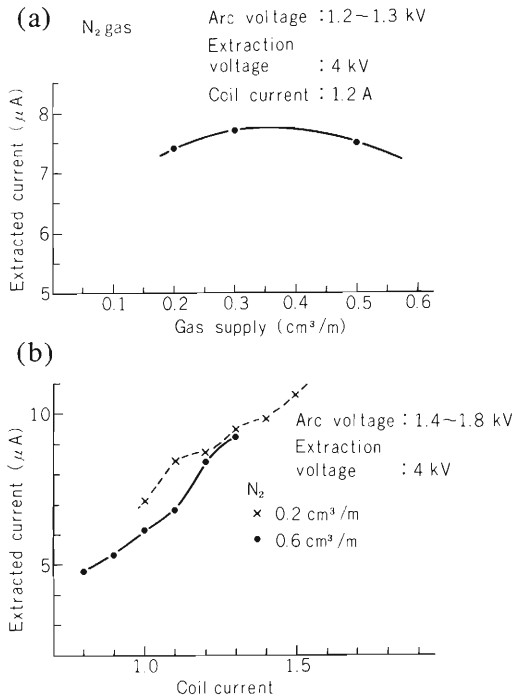 (a)
N₂ gas
Arc voltage :1.2~1.3 kV
Extraction
voltage : 4 kV
Coil current : 1.2 A
Extracted current (μA)
8
7
6
5
0.1 0.2 0.3 0.4 0.5 0.6
Gas supply (cm³/m)
(b)
Extracted current (μA)
10
5
Arc voltage : 1.4~1.8 kV
Extraction
voltage : 4 kV
N₂
× 0.2 cm³/m
● 0.6 cm³/m
1.0 1.5
Coil current